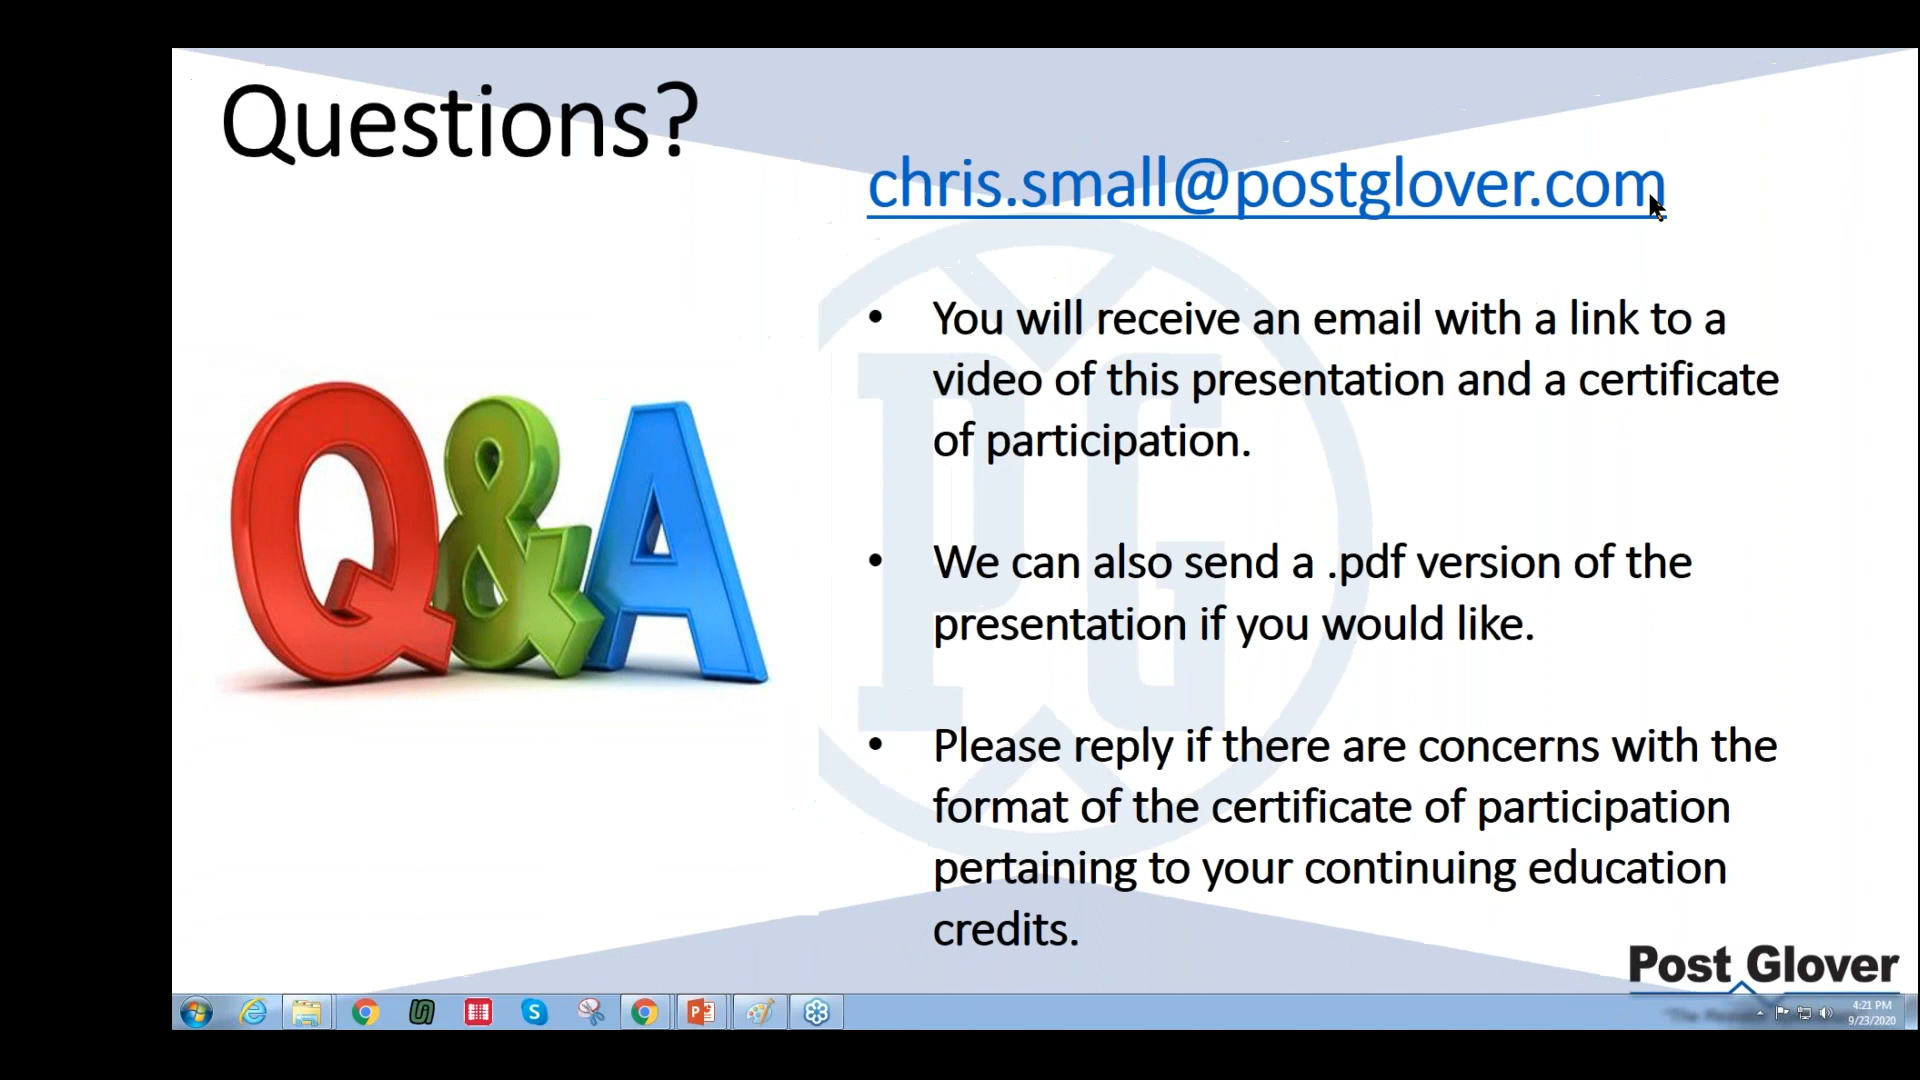 Questions?
chris.small@postglover.com
• You will receive an email with a link to a
video of this presentation and a certificate
of participation.
Q&A
• We can also send a .pdf version of the
presentation if you would like.
• Please reply if there are concerns with the
format of the certificate of participation
pertaining to your continuing education
credits.
PG
Post Glover
4:21 PM
9/23/2020